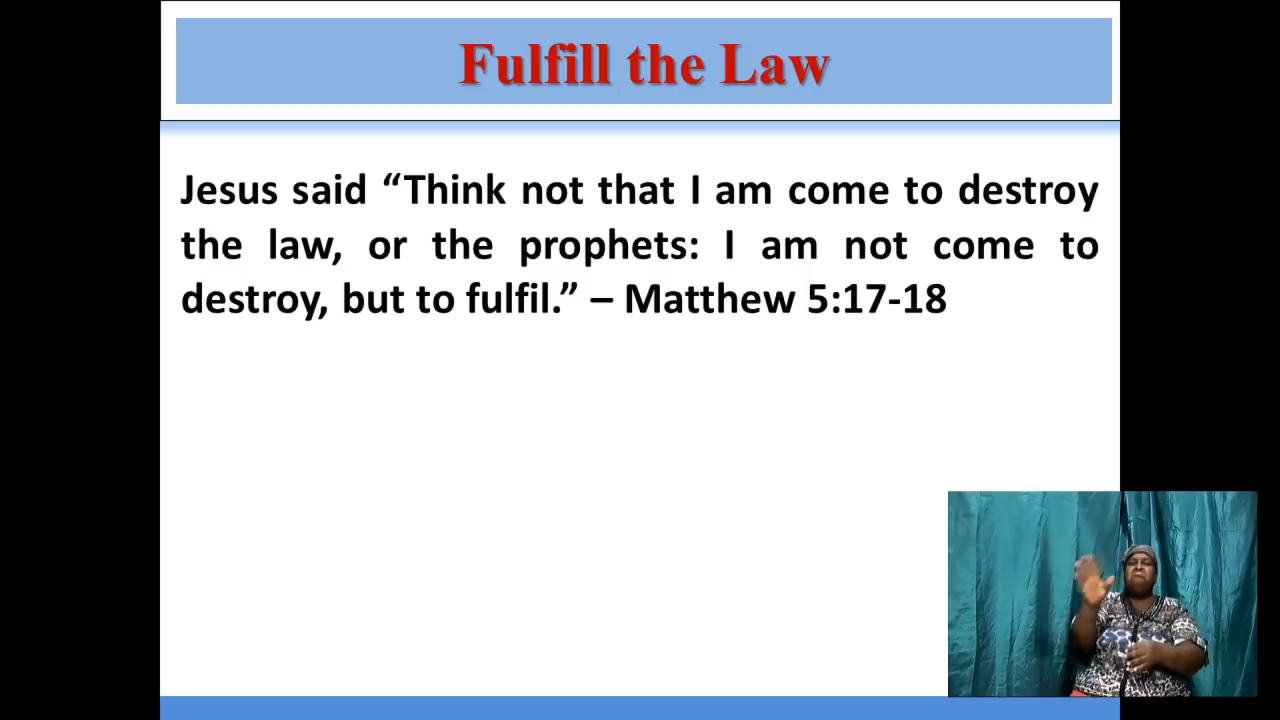 Fulfill the Law
Jesus said “Think not that I am come to destroy
the law, or the prophets: I am not come to
destroy, but to fulfil.” – Matthew 5:17-18